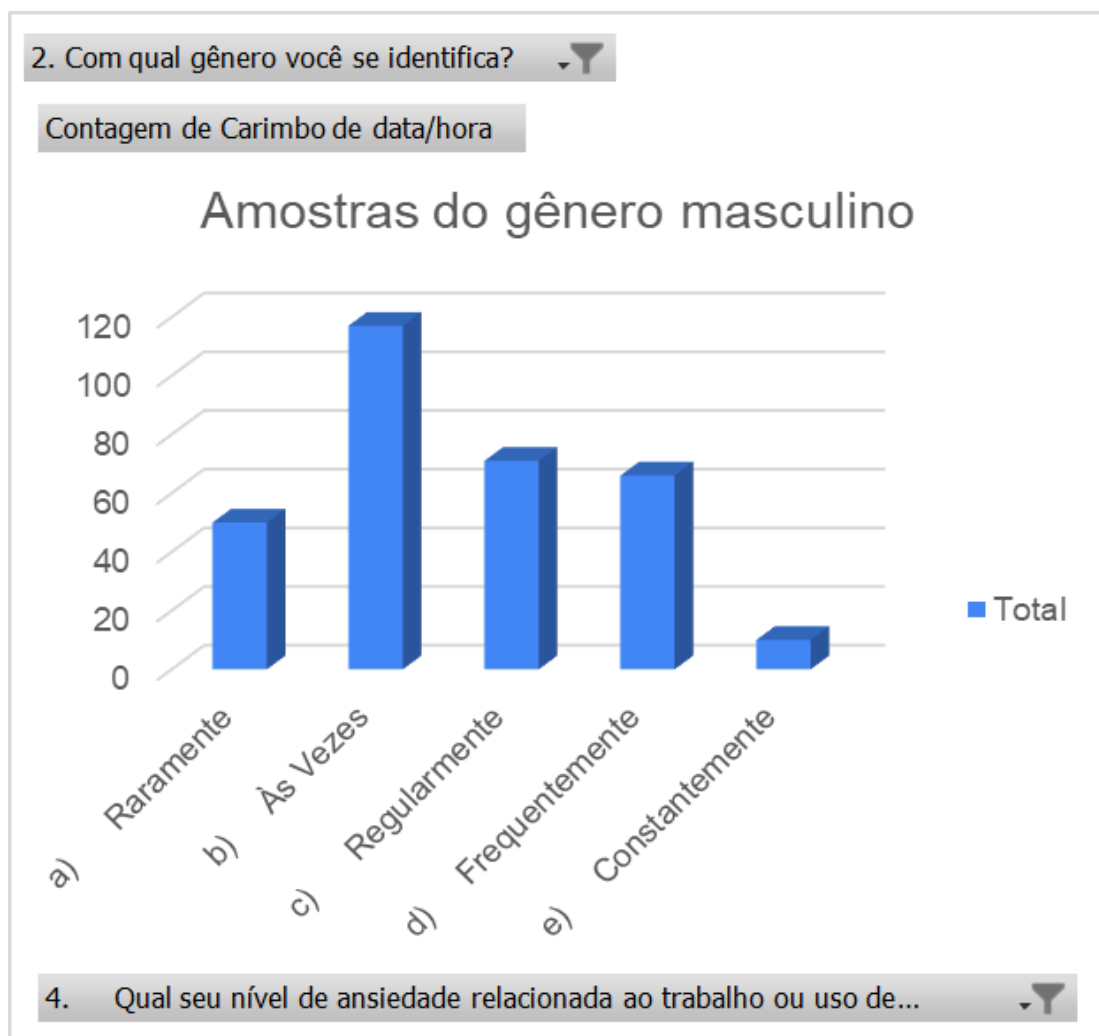 2. Com qual gênero você se identifica?
Contagem de Carimbo de data/hora
Amostras do gênero masculino
120
100
80
60
40
20
0
Total
a) Raramente
b) Às Vezes
c) Regularmente
d) Frequentemente
e) Constantemente
4. Qual seu nível de ansiedade relacionada ao trabalho ou uso de...